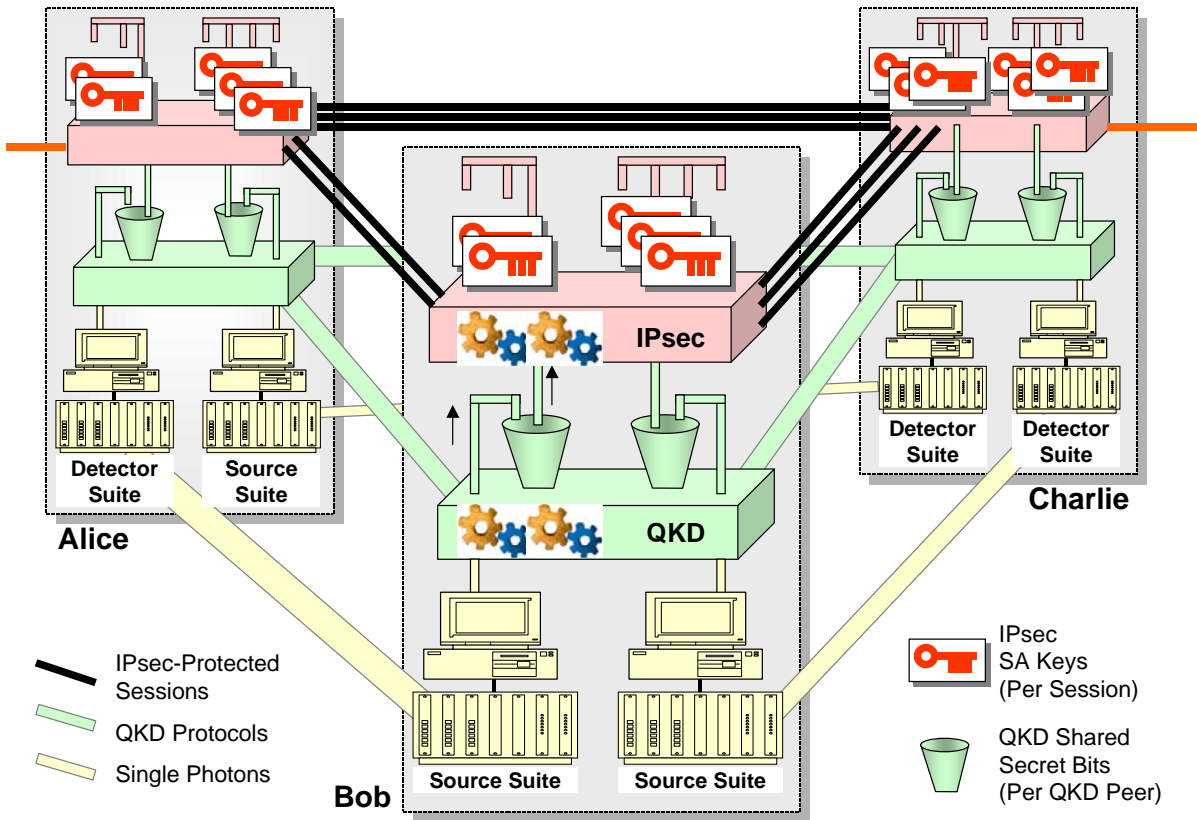 IPsec
Detector
Suite
Source
Suite
Detector
Suite
Detector
Suite
Alice
Charlie
QKD
IPsec-Protected
Sessions
QKD Protocols
Single Photons
IPsec
SA Keys
(Per Session)
QKD Shared
Secret Bits
(Per QKD Peer)
Source Suite
Source Suite
Bob